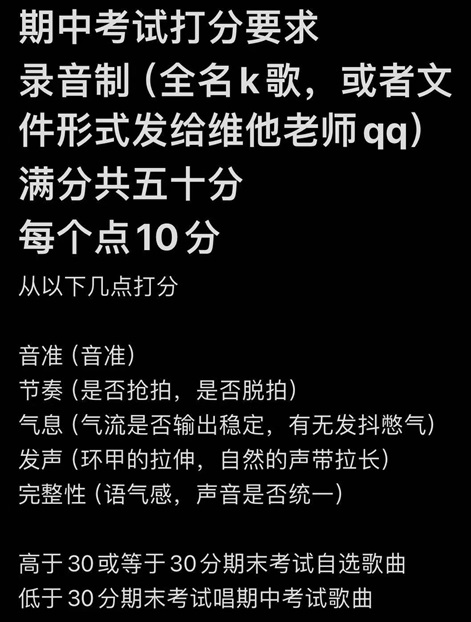 期中考试打分要求
录音制（全名k歌，或者文
件形式发给维他老师qq）
满分共五十分
每个点10分
从以下几点打分
音准（音准）
节奏（是否抢拍，是否脱拍）
气息（气流是否输出稳定，有无发抖憋气）
发声（环甲的拉伸，自然的声带拉长）
完整性（语气感，声音是否统一）
高于30或等于30分期末考试自选歌曲
低于30分期末考试唱期中考试歌曲